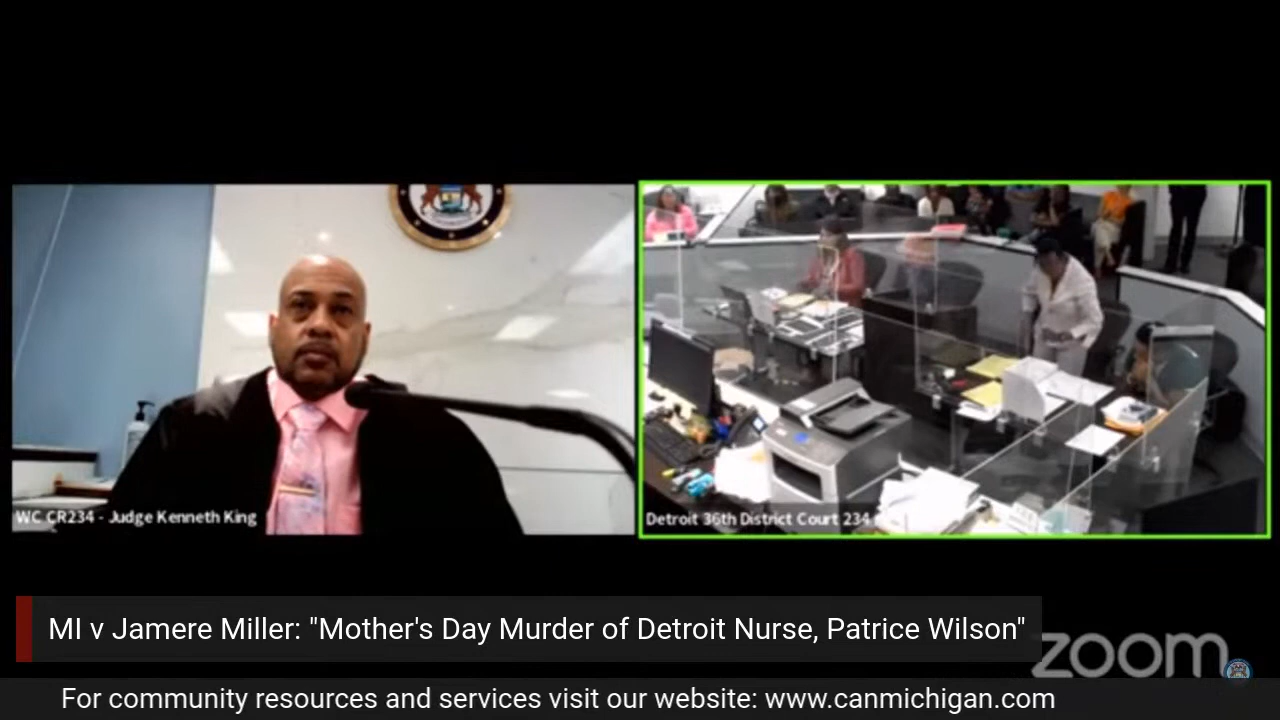 WC CR234 - Judge Kenneth King
Detroit 36th District Court 234
MI v Jamere Miller: "Mother's Day Murder of Detroit Nurse, Patrice Wilson"
zoom
For community resources and services visit our website: www.canmichigan.com